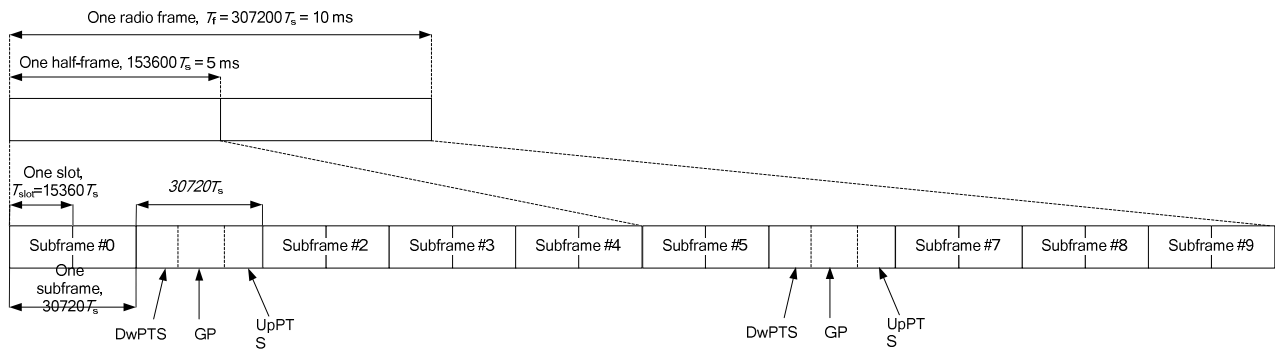 One radio frame, Tf = 307200Ts = 10 ms
One half-frame, 153600Ts = 5 ms
One slot,
Tslot=15360Ts
30720Ts
Subframe #0
Subframe #2
Subframe #3
Subframe #4
Subframe #5
Subframe #7
Subframe #8
Subframe #9
One
subframe,
30720Ts
DwPTS
GP
UpPT
S
DwPTS
GP
UpPT
S